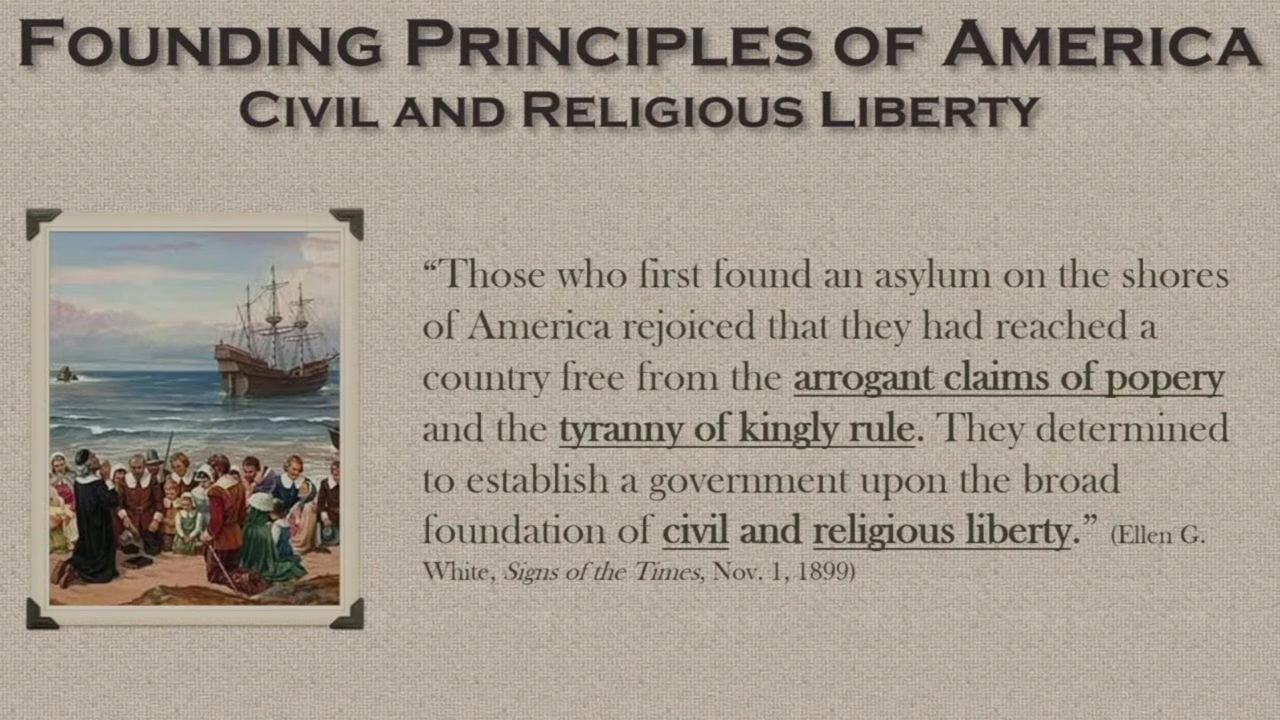 Founding Principles of America
Civil and Religious Liberty
“Those who first found an asylum on the shores
of America rejoiced that they had reached a
country free from the arrogant claims of popery
and the tyranny of kingly rule. They determined
to establish a government upon the broad
foundation of civil and religious liberty.” (Ellen G.
White, Signs of the Times, Nov. 1, 1899)